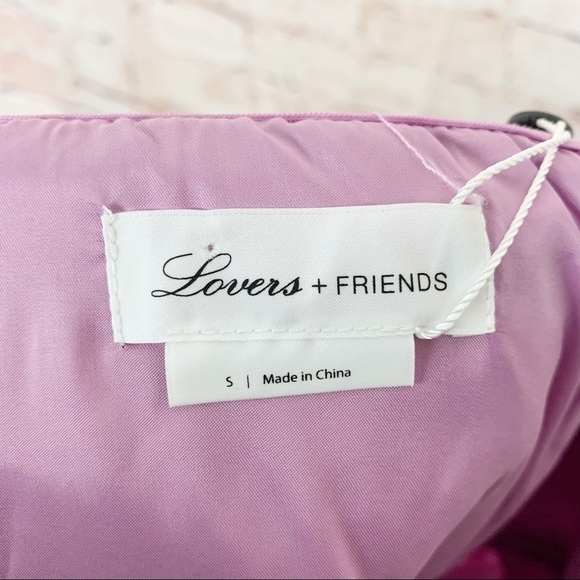 Lovers + FRIENDS
S | Made in China